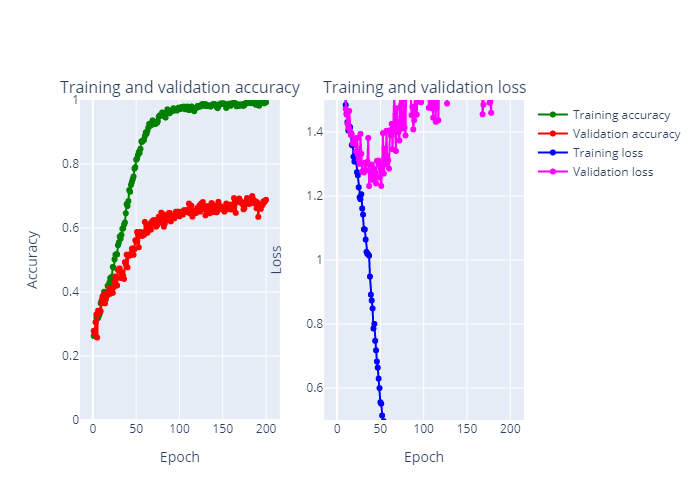 Training and validation accuracy
Training and validation loss
1
0.8
0.6
0.4
0.2
0
Accuracy
0
50
100
150
200
Epoch
1.4
1.2
1
0.8
0.6
Loss
0
50
100
150
200
Epoch
Training accuracy
Validation accuracy
Training loss
Validation loss